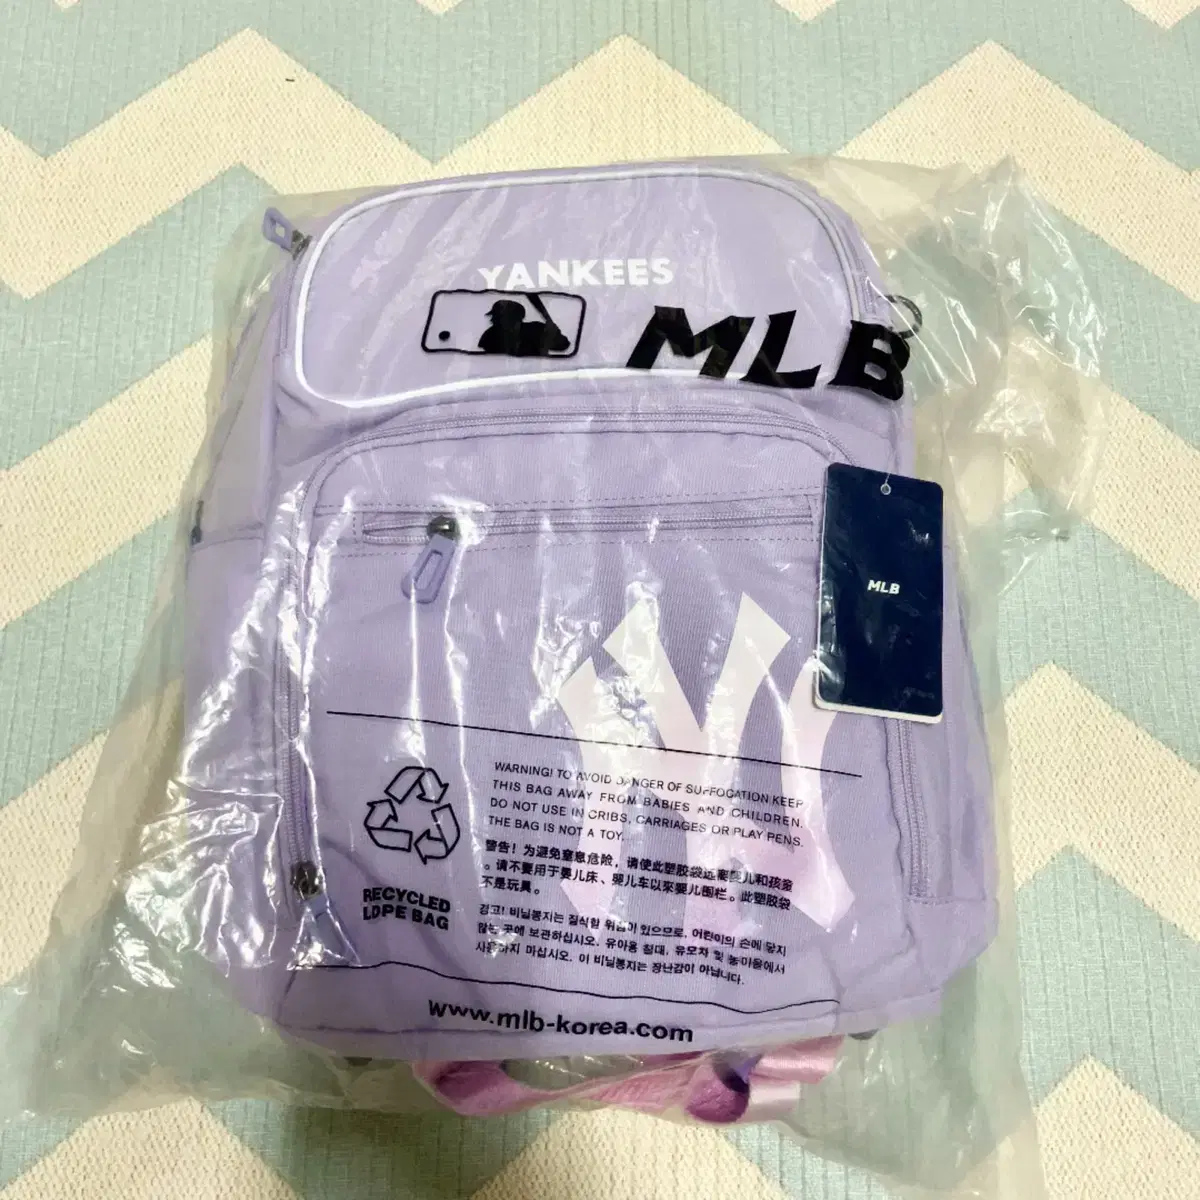 YANKEES
MLB
MLB
NY
WARNING! TO AVOID DANGER OF SUFFOCATION KEEP
THIS BAG AWAY FROM BABIES AND CHILDREN.
DO NOT USE IN CRIBS, CARRIAGES OR PLAY PENS.
THE BAG IS NOT A TOY.
警告！为避免窒息危险，请使此塑胶袋远离婴儿和孩童
。请不要用于婴儿床、婴儿车以來婴儿围栏。此塑胶袋
不是玩具。
경고! 비닐봉지는 질식할 위험이 있으므로, 어린이의 손에 닿지
않는 곳에 보관하십시오. 유아용 침대, 유모차 및 놀이울에서
사용하지 마십시오. 이 비닐봉지는 장난감이 아닙니다.
RECYCLED
LDPE BAG
www.mlb-korea.com